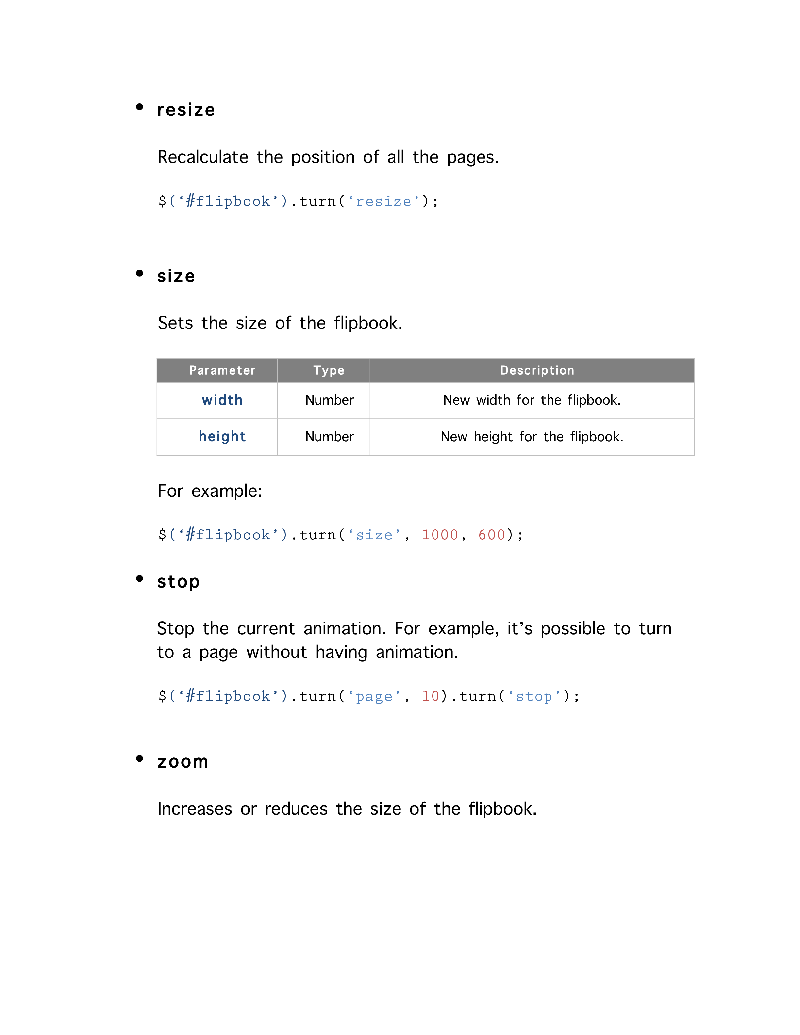 • resize
Recalculate the position of all the pages.
$(‘#flipbook’).turn(‘resize’);
• size
Sets the size of the flipbook.
Parameter Type Description
width Number New width for the flipbook.
height Number New height for the flipbook.
For example:
$(‘#flipbook’).turn(‘size’, 1000, 600);
• stop
Stop the current animation. For example, it’s possible to turn
to a page without having animation.
$(‘#flipbook’).turn(‘page’, 10).turn(‘stop’);
• zoom
Increases or reduces the size of the flipbook.